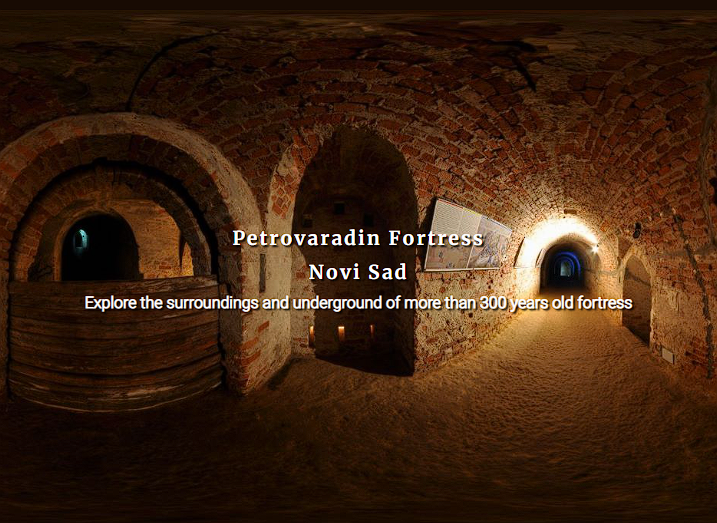 Petrovaradin Fortress
Novi Sad
Explore the surroundings and underground of more than 300 years old fortress